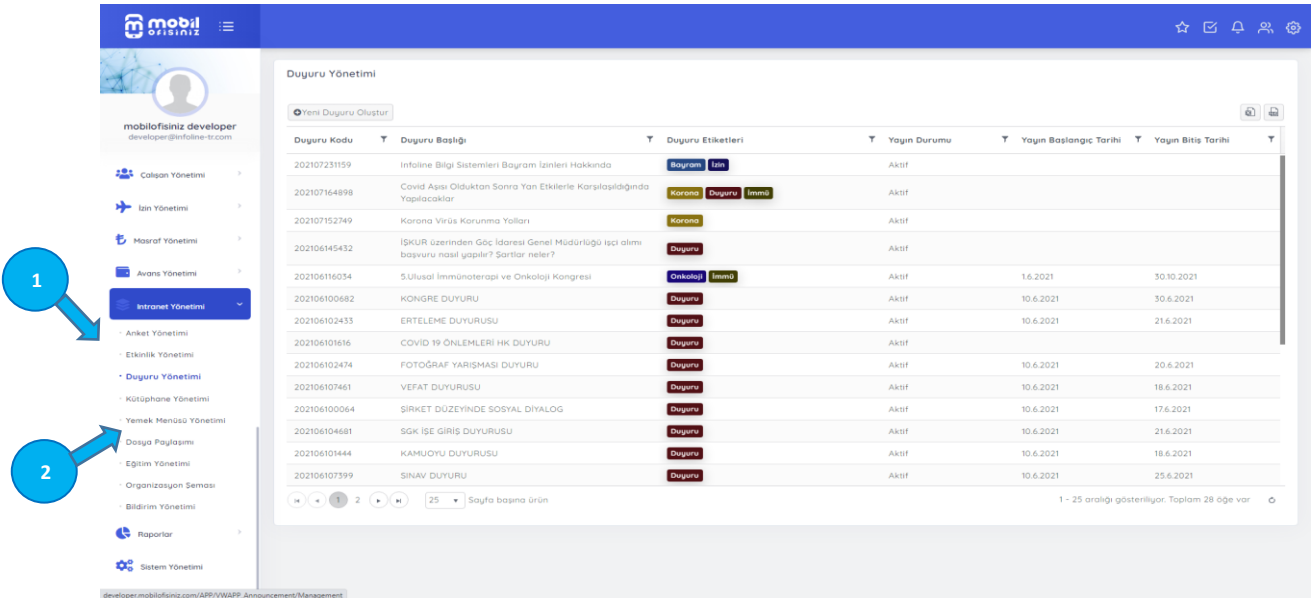 mobil
ofisiniz
mobilofisiniz developer
developer@infoline-tr.com
Çalışan Yönetimi
İzin Yönetimi
Masraf Yönetimi
Avans Yönetimi
Intranet Yönetimi
Anket Yönetimi
Etkinlik Yönetimi
Duyuru Yönetimi
Kütüphane Yönetimi
Yemek Menüsü Yönetimi
Dosya Paylaşımı
Eğitim Yönetimi
Organizasyon Şeması
Bildirim Yönetimi
Raporlar
Sistem Yönetimi
1
2
Duyuru Yönetimi
Yeni Duyuru Oluştur
Duyuru Kodu Duyuru Başlığı Duyuru Etiketleri Yayın Durumu Yayın Başlangıç Tarihi Yayın Bitiş Tarihi
202107231159 Infoline Bilgi Sistemleri Bayram İzinleri Hakkında Bayram İzin Aktif
202107164898 Covid Aşısı Olduktan Sonra Yan Etkilerle Karşılaşıldığında Korona Duyuru İmmü Aktif
Yapılacaklar
202107152749 Korona Virüs Korunma Yolları Korona Aktif
202106145432 İŞKUR üzerinden Göç İdaresi Genel Müdürlüğü işçi alımı Duyuru Aktif
başvuru nasıl yapılır? Şartlar neler?
202106116034 5.Ulusal İmmünoterapi ve Onkoloji Kongresi Onkoloji İmmü Aktif 1.6.2021 30.10.2021
202106100682 KONGRE DUYURU Duyuru Aktif 10.6.2021 30.6.2021
202106102433 ERTELEME DUYURUSU Duyuru Aktif 10.6.2021 21.6.2021
202106101616 COVİD 19 ÖNLEMLERİ HK DUYURU Duyuru Aktif
202106102474 FOTOĞRAF YARIŞMASI DUYURU Duyuru Aktif 10.6.2021 20.6.2021
202106107461 VEFAT DUYURUSU Duyuru Aktif 10.6.2021 18.6.2021
202106100064 ŞİRKET DÜZEYİNDE SOSYAL DİYALOG Duyuru Aktif 10.6.2021 17.6.2021
202106104681 SGK İŞE GİRİŞ DUYURUSU Duyuru Aktif 10.6.2021 21.6.2021
202106101444 KAMUOYU DUYURUSU Duyuru Aktif 10.6.2021 18.6.2021
202106107399 SINAV DUYURU Duyuru Aktif 10.6.2021 25.6.2021
1 2 25 Sayfa başına ürün 1 - 25 aralığı gösteriliyor. Toplam 28 öğe var
developer.mobilofisiniz.com/APP/VWAPP_Announcement/Management